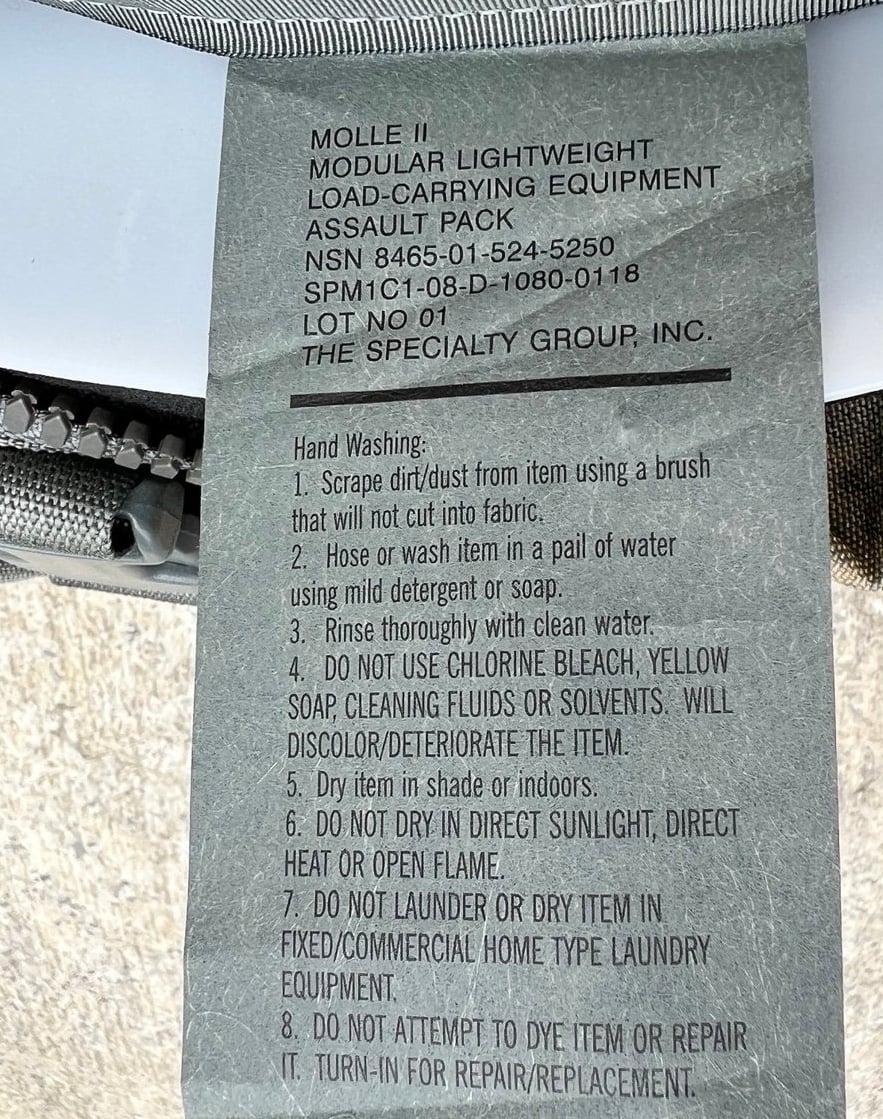 MOLLE II
MODULAR LIGHTWEIGHT
LOAD-CARRYING EQUIPMENT
ASSAULT PACK
NSN 8465-01-524-5250
SPM1C1-08-D-1080-0118
LOT NO 01
THE SPECIALTY GROUP, INC.
Hand Washing:
1. Scrape dirt/dust from item using a brush
that will not cut into fabric.
2. Hose or wash item in a pail of water
using mild detergent or soap.
3. Rinse thoroughly with clean water.
4. DO NOT USE CHLORINE BLEACH, YELLOW
SOAP, CLEANING FLUIDS OR SOLVENTS. WILL
DISCOLOR/DETERIORATE THE ITEM.
5. Dry item in shade or indoors.
6. DO NOT DRY IN DIRECT SUNLIGHT, DIRECT
HEAT OR OPEN FLAME.
7. DO NOT LAUNDER OR DRY ITEM IN
FIXED/COMMERCIAL HOME TYPE LAUNDRY
EQUIPMENT.
8. DO NOT ATTEMPT TO DYE ITEM OR REPAIR
IT. TURN-IN FOR REPAIR/REPLACEMENT.